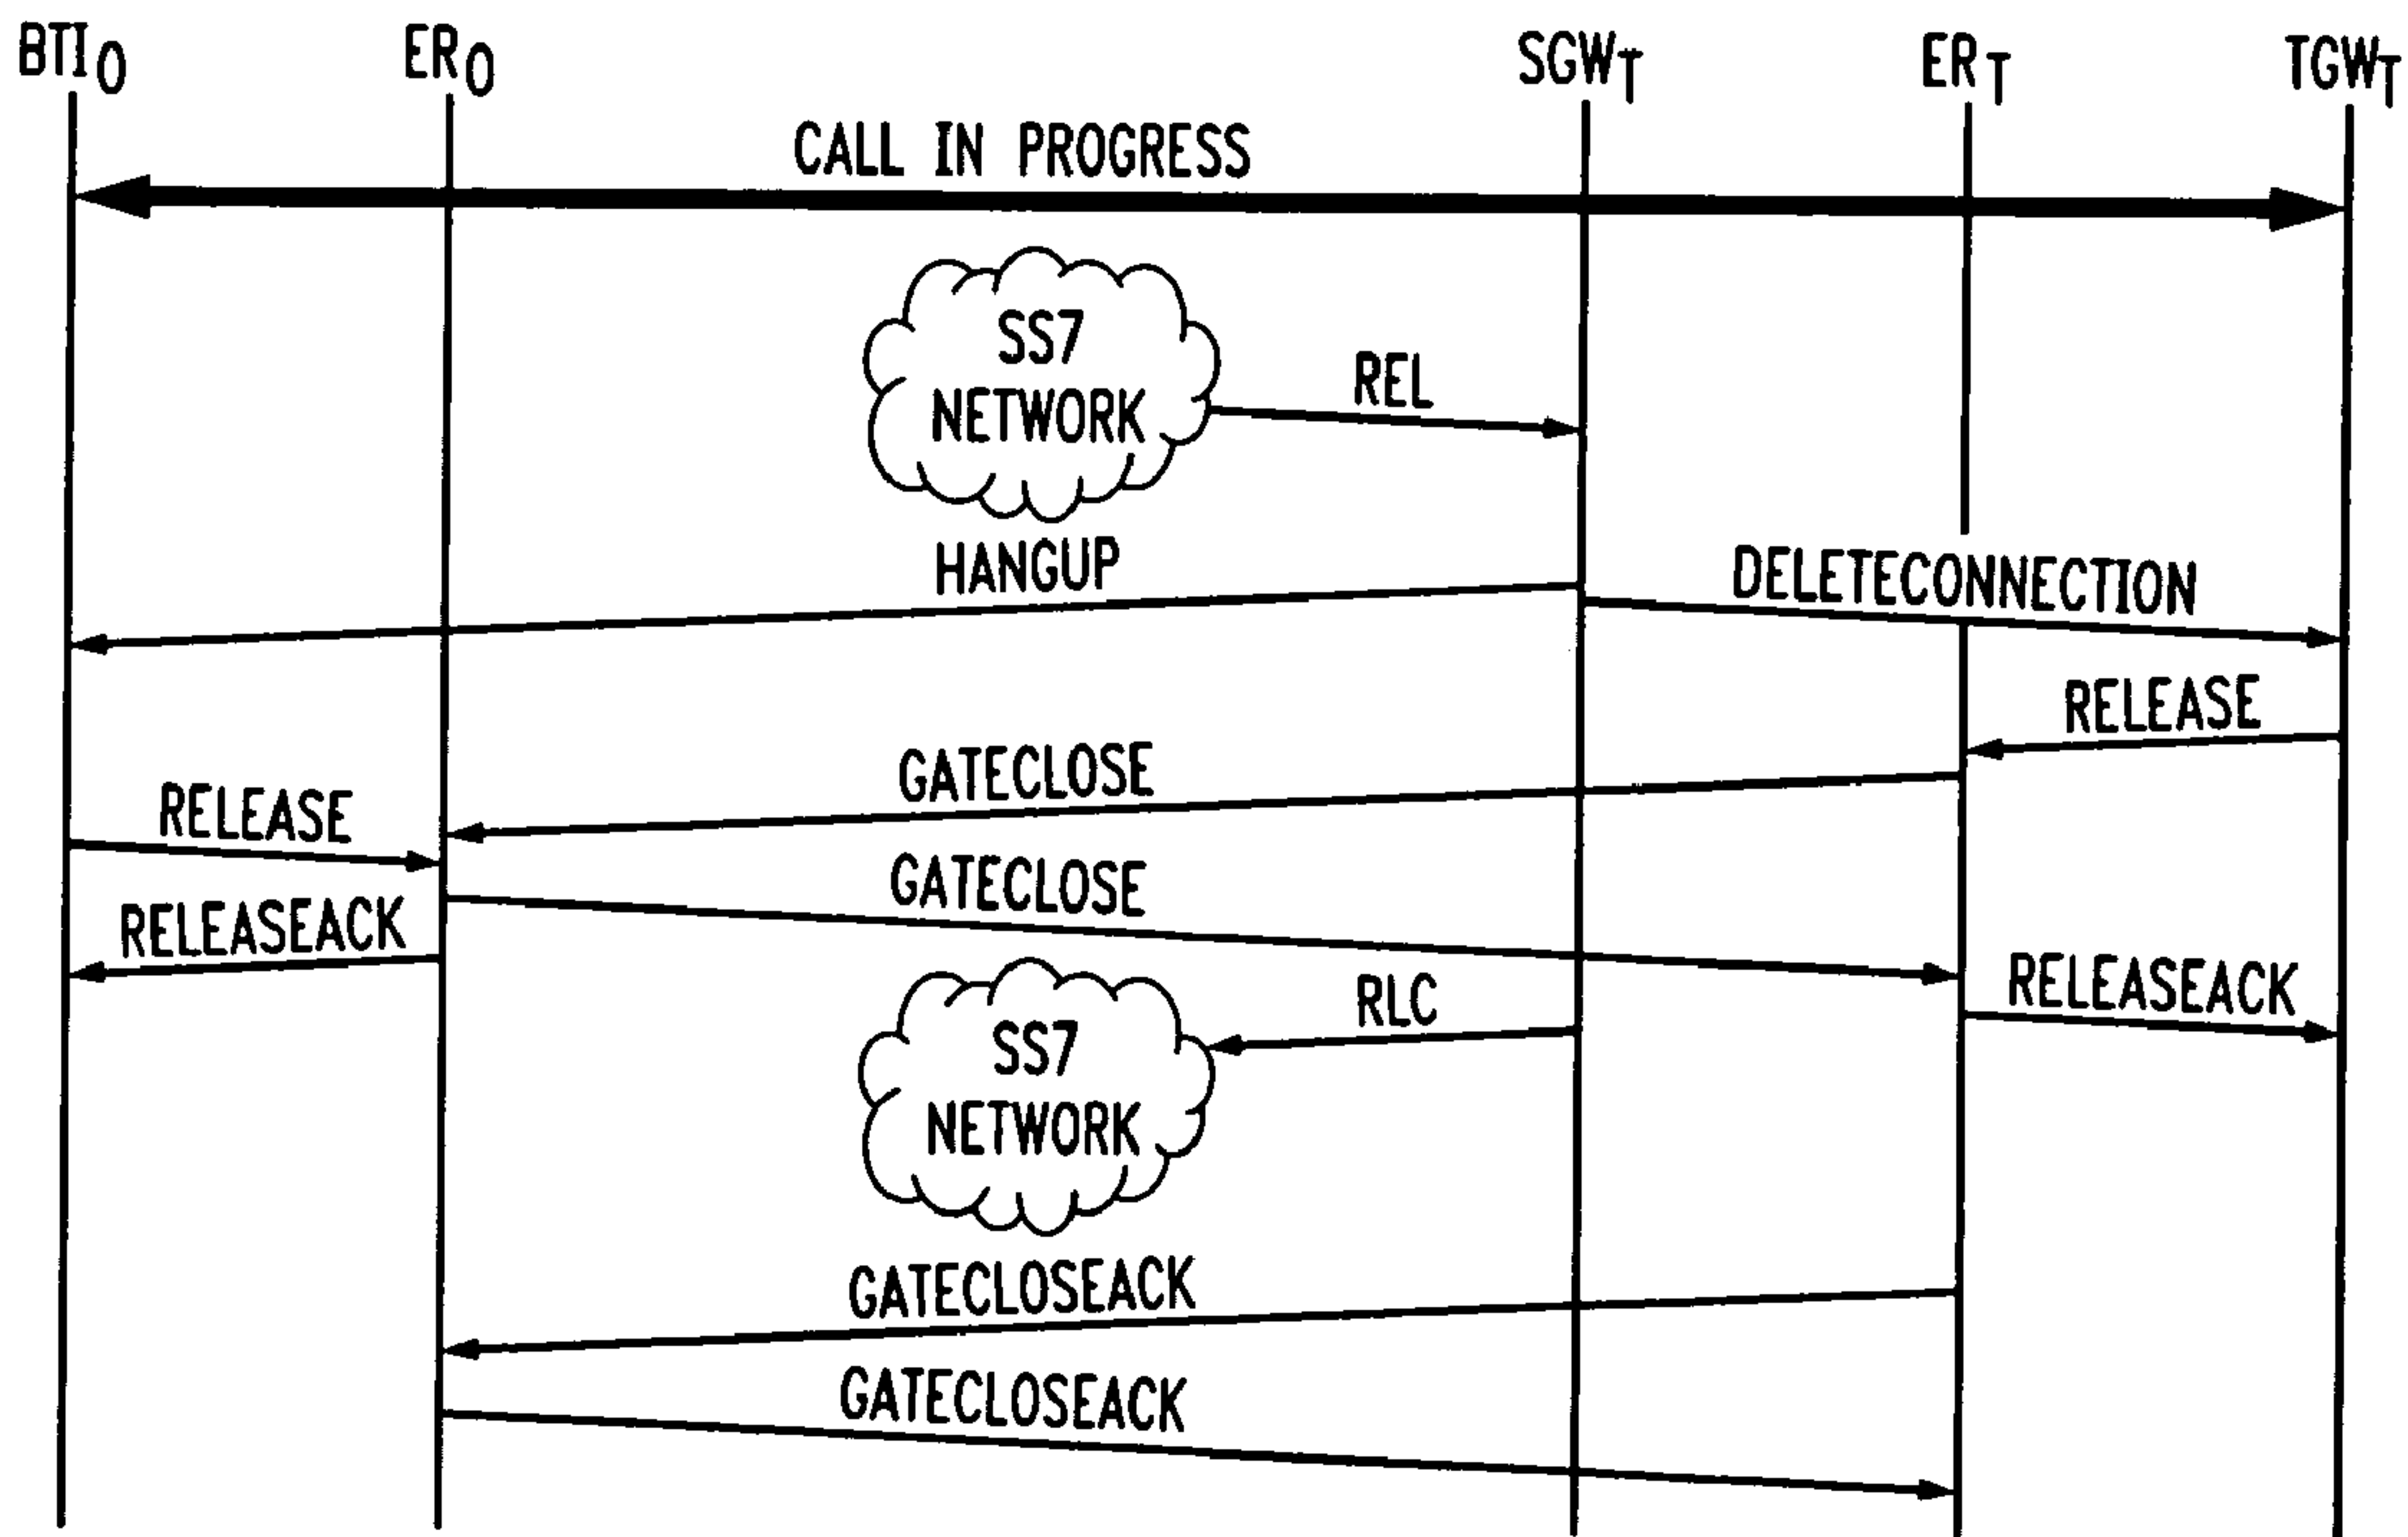 BTIO ERO SGWT ERT TGWT
CALL IN PROGRESS
SS7
NETWORK
REL
HANGUP
DELETECONNECTION
RELEASE
GATECLOSE
RELEASE
GATECLOSE
RELEASEACK
RELEASEACK
RLC
SS7
NETWORK
GATECLOSEACK
GATECLOSEACK